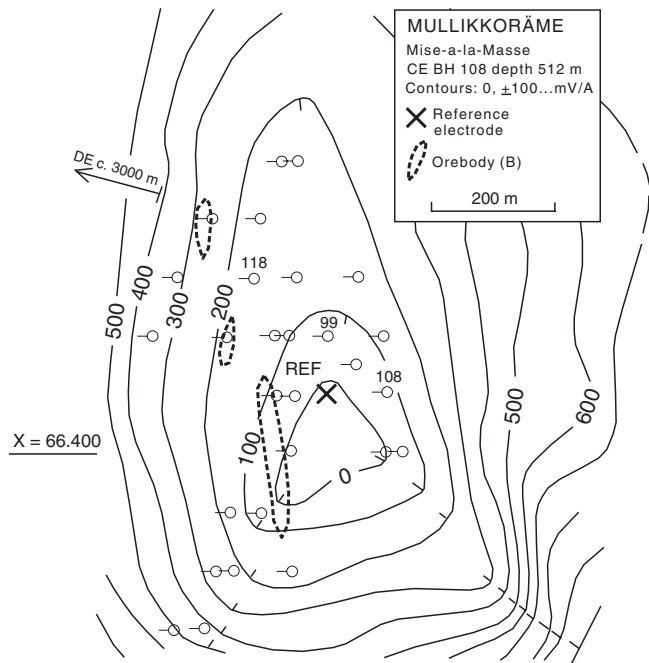 MULLIKKORÄME
Mise-a-la-Masse
CE BH 108 depth 512 m
Contours: 0, ±100...mV/A
Reference
electrode
Orebody (B)
200 m
DE c. 3000 m
118
99
108
REF
X = 66.400
500
400
300
200
100
0
500
600